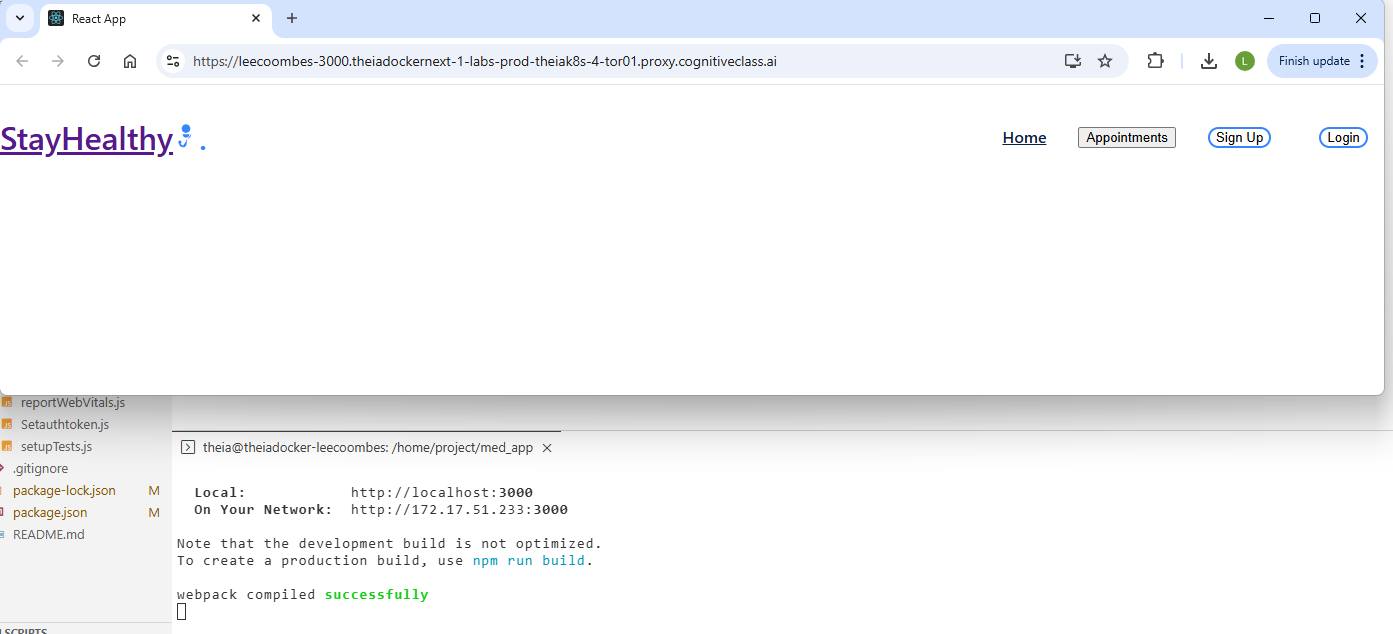 React App
https://leecoombes-3000.theiadockernext-1-labs-prod-theiak8s-4-tor01.proxy.cognitiveclass.ai
L
Finish update
StayHealthy .
Home Appointments Sign Up Login
reportWebVitals.js
Setauthtoken.js
setupTests.js
.gitignore
package-lock.json M
package.json M
README.md
SCRIPTS
theia@theiadocker-leecoombes: /home/project/med_app
Local: http://localhost:3000
On Your Network: http://172.17.51.233:3000
Note that the development build is not optimized.
To create a production build, use npm run build.
webpack compiled successfully